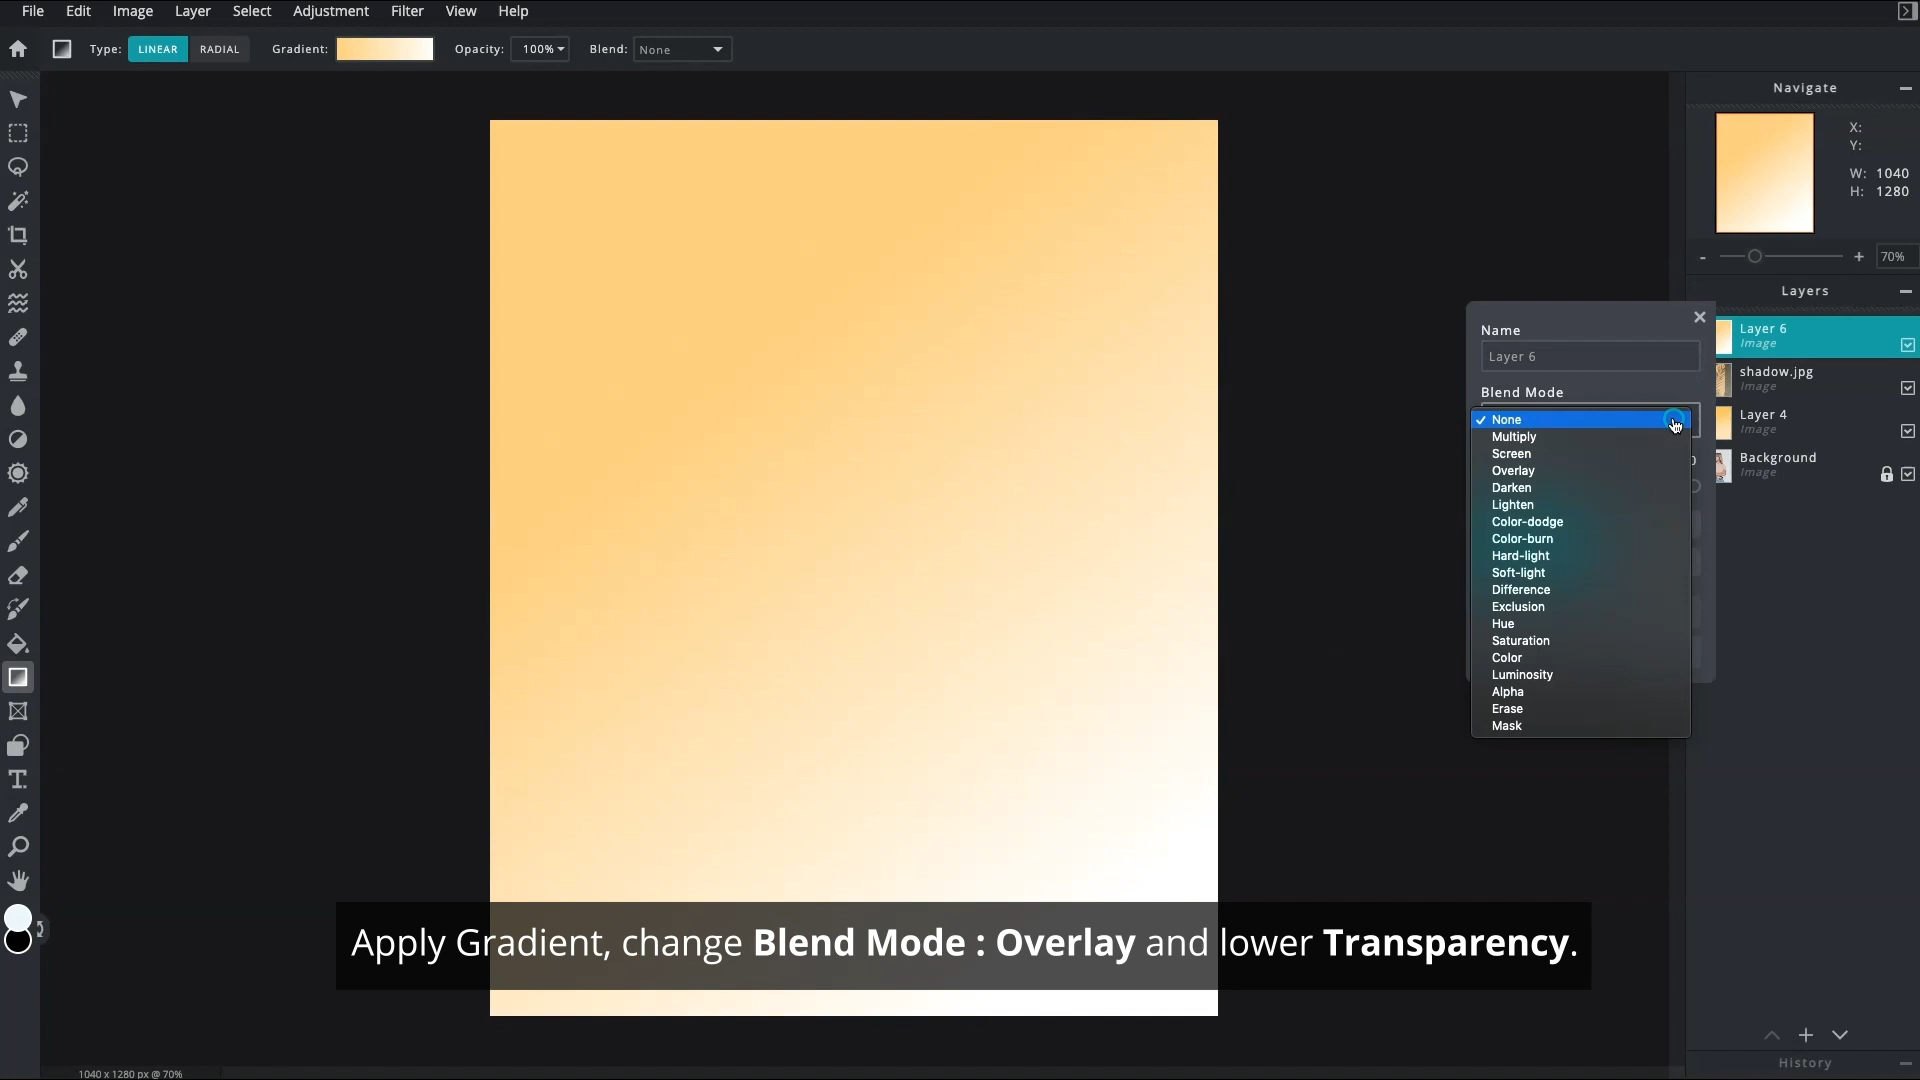 File Edit Image Layer Select Adjustment Filter View Help
Type: LINEAR RADIAL Gradient: Opacity: 100% Blend: None
Navigate
X:
Y:
W: 1040
H: 1280
- + 70%
Layers
Layer 6
Image
shadow.jpg
Image
Layer 4
Image
Background
Image
Name
Layer 6
Blend Mode
✓ None
Multiply
Screen
Overlay
Darken
Lighten
Color-dodge
Color-burn
Hard-light
Soft-light
Difference
Exclusion
Hue
Saturation
Color
Luminosity
Alpha
Erase
Mask
Apply Gradient, change Blend Mode : Overlay and lower Transparency.
History
1040 x 1280 px @ 70%